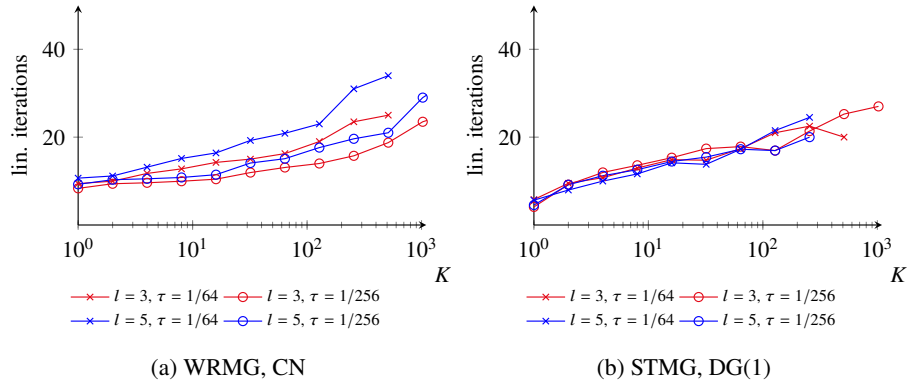 40
20
lin. iterations
10^0 10^1 10^2 10^3
K
l = 3, τ = 1/64 l = 3, τ = 1/256
l = 5, τ = 1/64 l = 5, τ = 1/256
(a) WRMG, CN
40
20
lin. iterations
10^0 10^1 10^2 10^3
K
l = 3, τ = 1/64 l = 3, τ = 1/256
l = 5, τ = 1/64 l = 5, τ = 1/256
(b) STMG, DG(1)